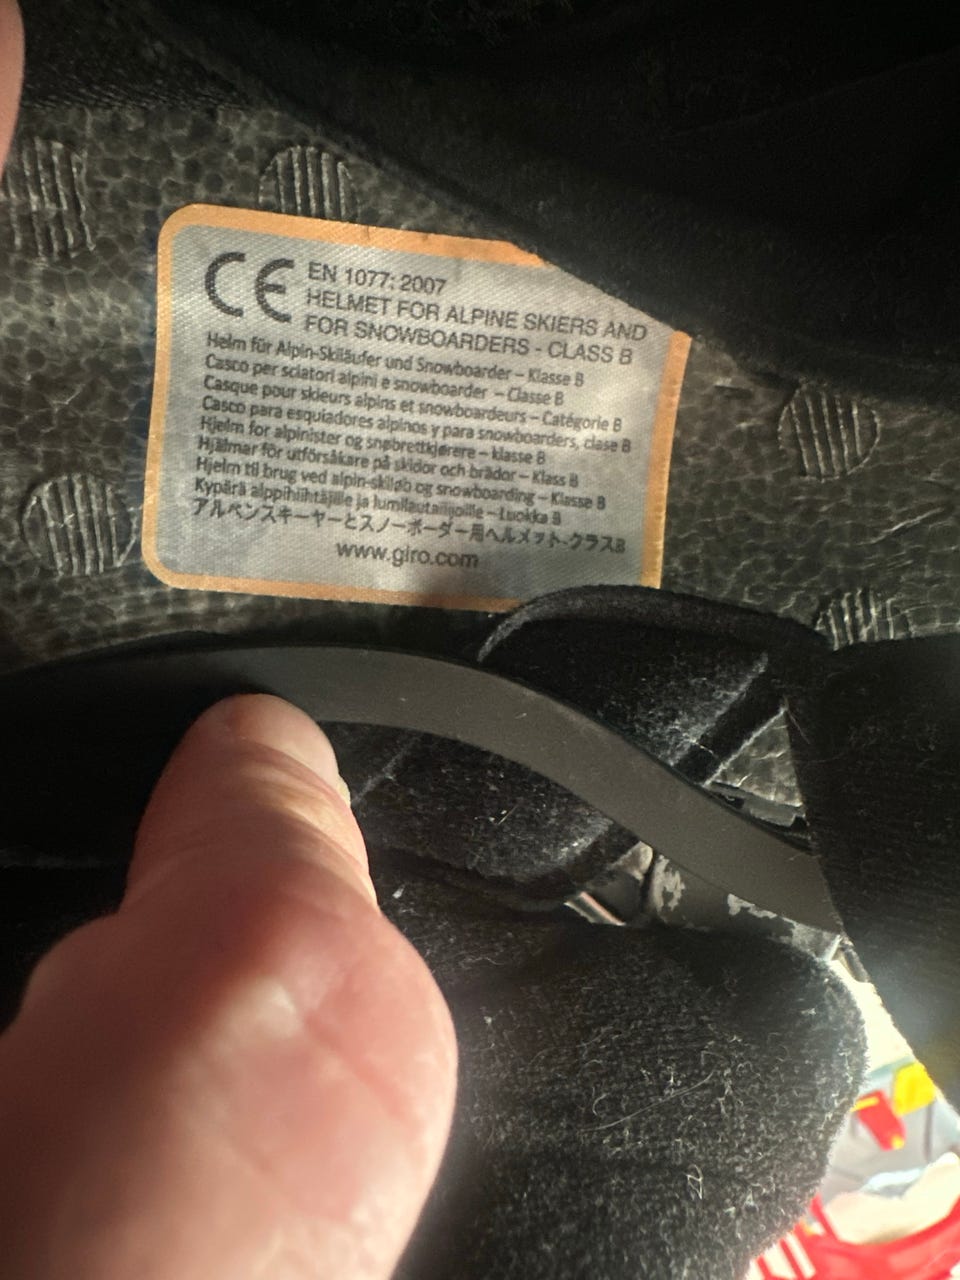 CE
EN 1077: 2007
HELMET FOR ALPINE SKIERS AND
FOR SNOWBOARDERS - CLASS B
Helm für Alpin-Skiläufer und Snowboarder – Klasse B
Casco per sciatori alpini e snowboarder – Classe B
Casque pour skieurs alpins et snowboardeurs – Catégorie B
Casco para esquiadores alpinos y para snowboarders, clase B
Hjelm for alpinister og snøbrettkjørere – klasse B
Hjälmar för utförsåkare på skidor och brädor – Klass B
Hjelm til brug ved alpin-skiløb og snowboarding – Klasse B
Kypärä alppihiihtäjille ja lumilautailijoille – Luokka B
アルペンスキーヤーとスノーボーダー用ヘルメット-クラスB
www.giro.com